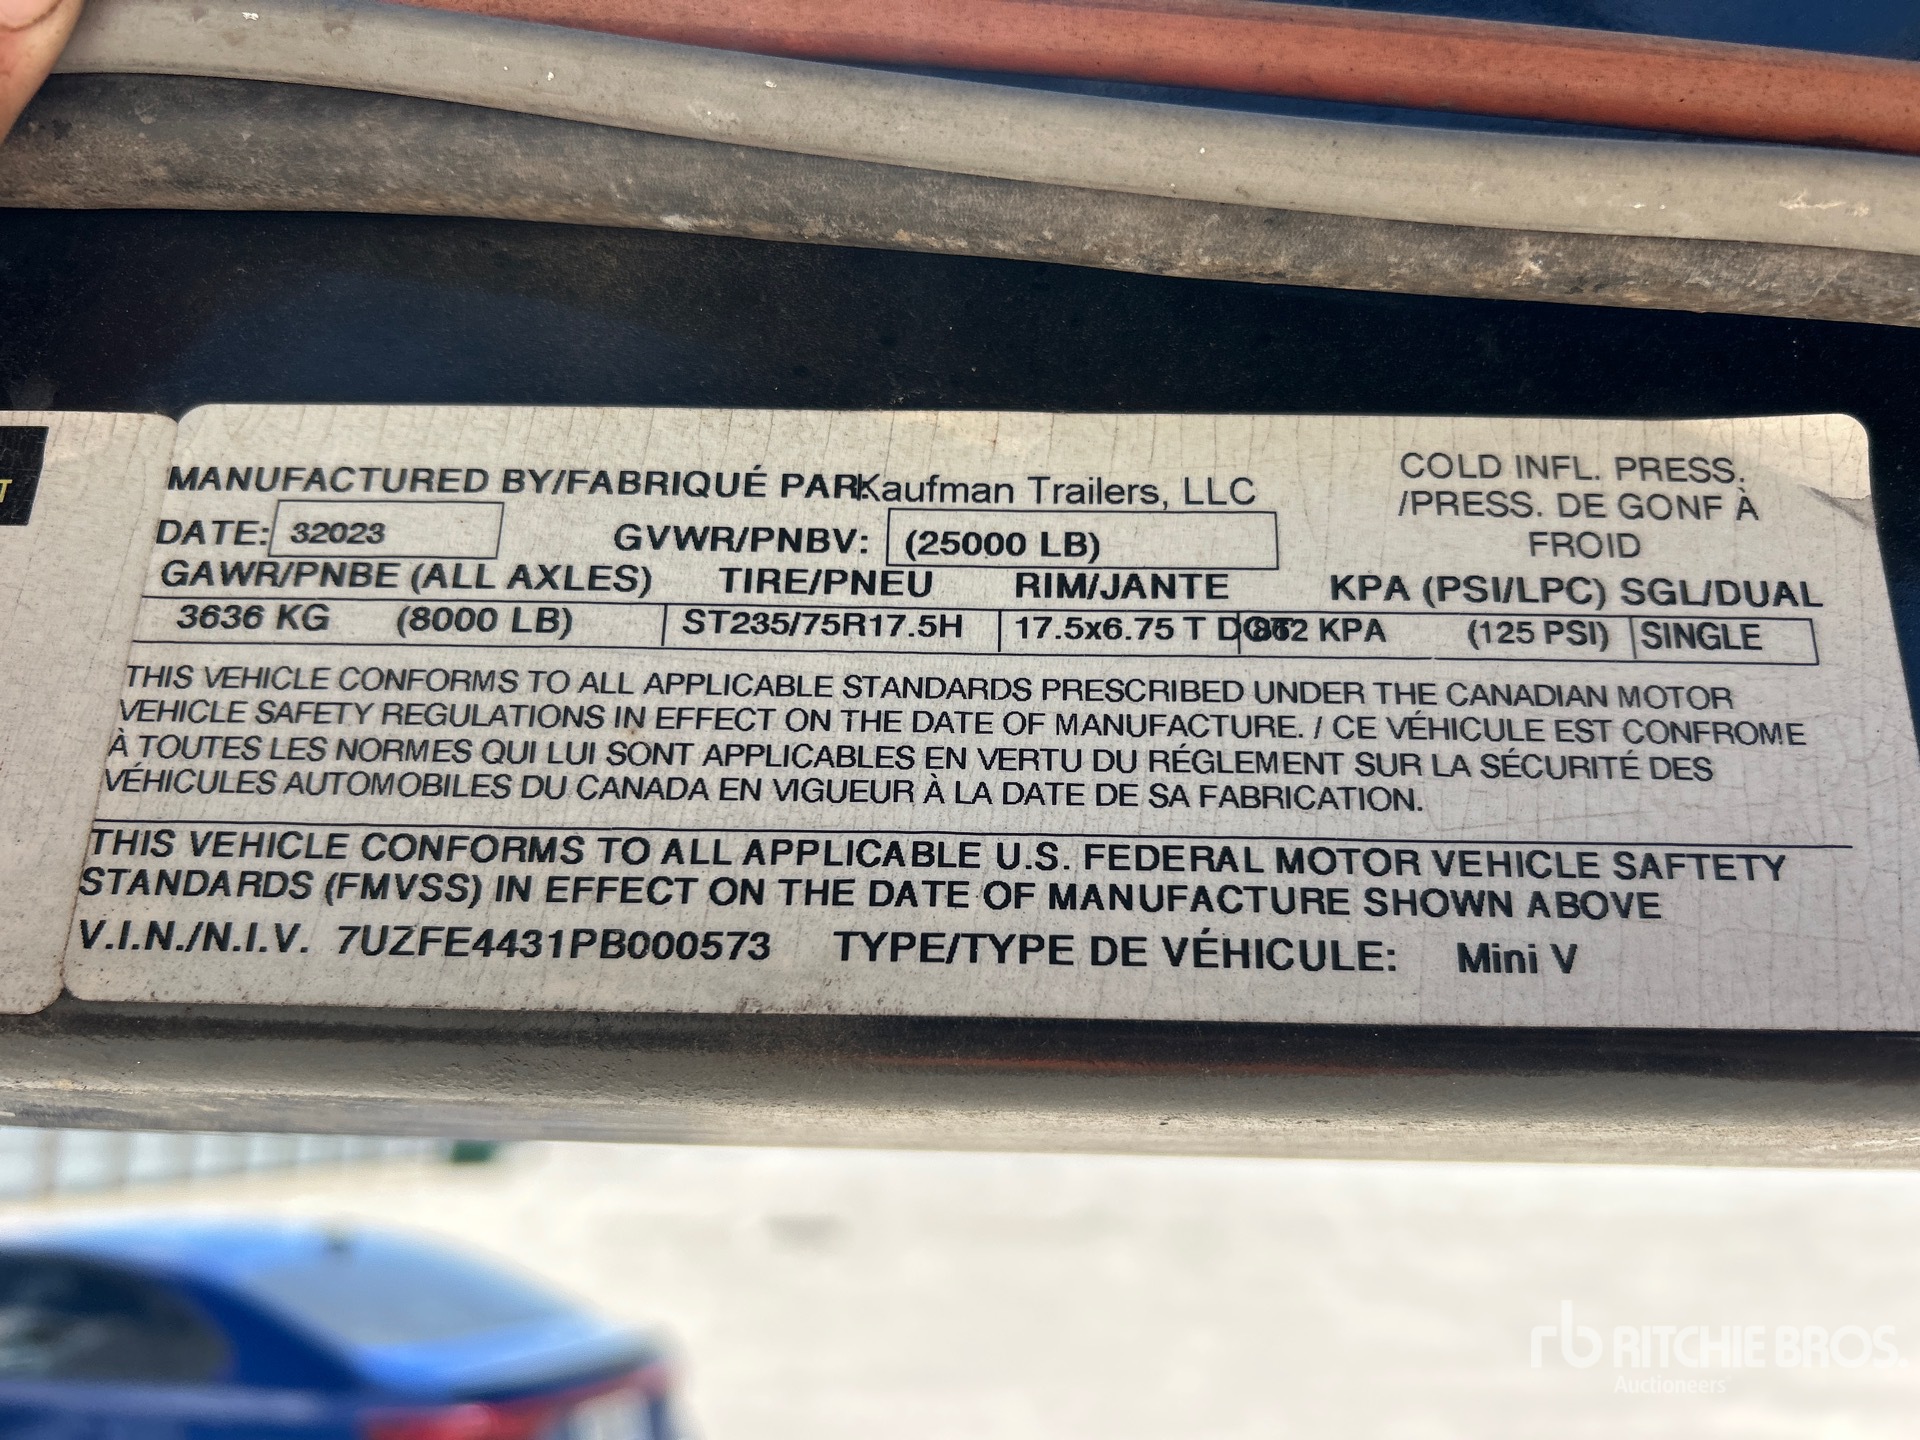 T
MANUFACTURED BY/FABRIQUÉ PAR: Kaufman Trailers, LLC
COLD INFL. PRESS.
/PRESS. DE GONF À
FROID
DATE: 32023 GVWR/PNBV: (25000 LB)
GAWR/PNBE (ALL AXLES) TIRE/PNEU RIM/JANTE KPA (PSI/LPC) SGL/DUAL
3636 KG (8000 LB) ST235/75R17.5H 17.5x6.75 T DOT 862 KPA (125 PSI) SINGLE
THIS VEHICLE CONFORMS TO ALL APPLICABLE STANDARDS PRESCRIBED UNDER THE CANADIAN MOTOR
VEHICLE SAFETY REGULATIONS IN EFFECT ON THE DATE OF MANUFACTURE. / CE VÉHICULE EST CONFROME
À TOUTES LES NORMES QUI LUI SONT APPLICABLES EN VERTU DU RÉGLEMENT SUR LA SÉCURITÉ DES
VÉHICULES AUTOMOBILES DU CANADA EN VIGUEUR À LA DATE DE SA FABRICATION.
THIS VEHICLE CONFORMS TO ALL APPLICABLE U.S. FEDERAL MOTOR VEHICLE SAFTETY
STANDARDS (FMVSS) IN EFFECT ON THE DATE OF MANUFACTURE SHOWN ABOVE
V.I.N./N.I.V. 7UZFE4431PB000573 TYPE/TYPE DE VÉHICULE: Mini V
rb RITCHIE BROS.
Auctioneers